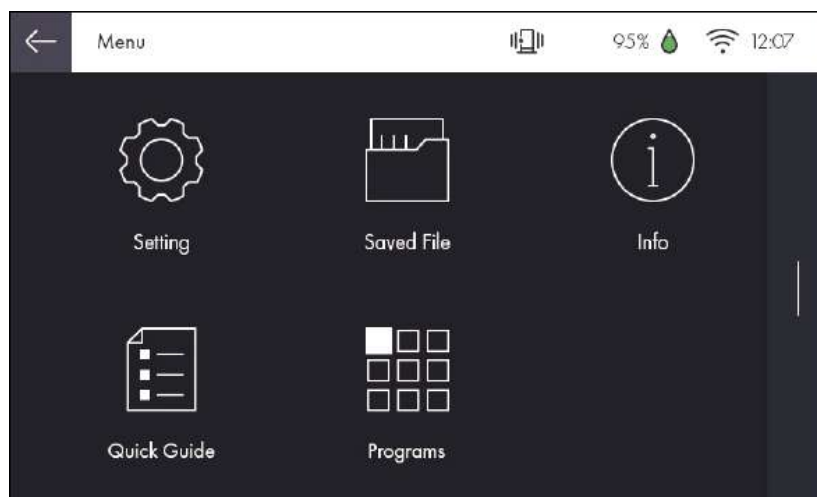 Menu
95%
12:07
Setting
Saved File
Info
Quick Guide
Programs